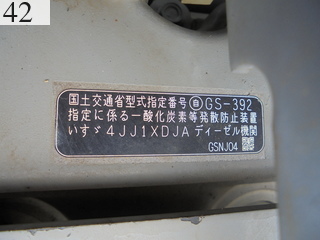 42
国土交通省型式指定番号 自 GS-392
指定に係る一酸化炭素等発散防止装置
いすゞ 4JJ1XDJA ディーゼル機関
GSNJ04